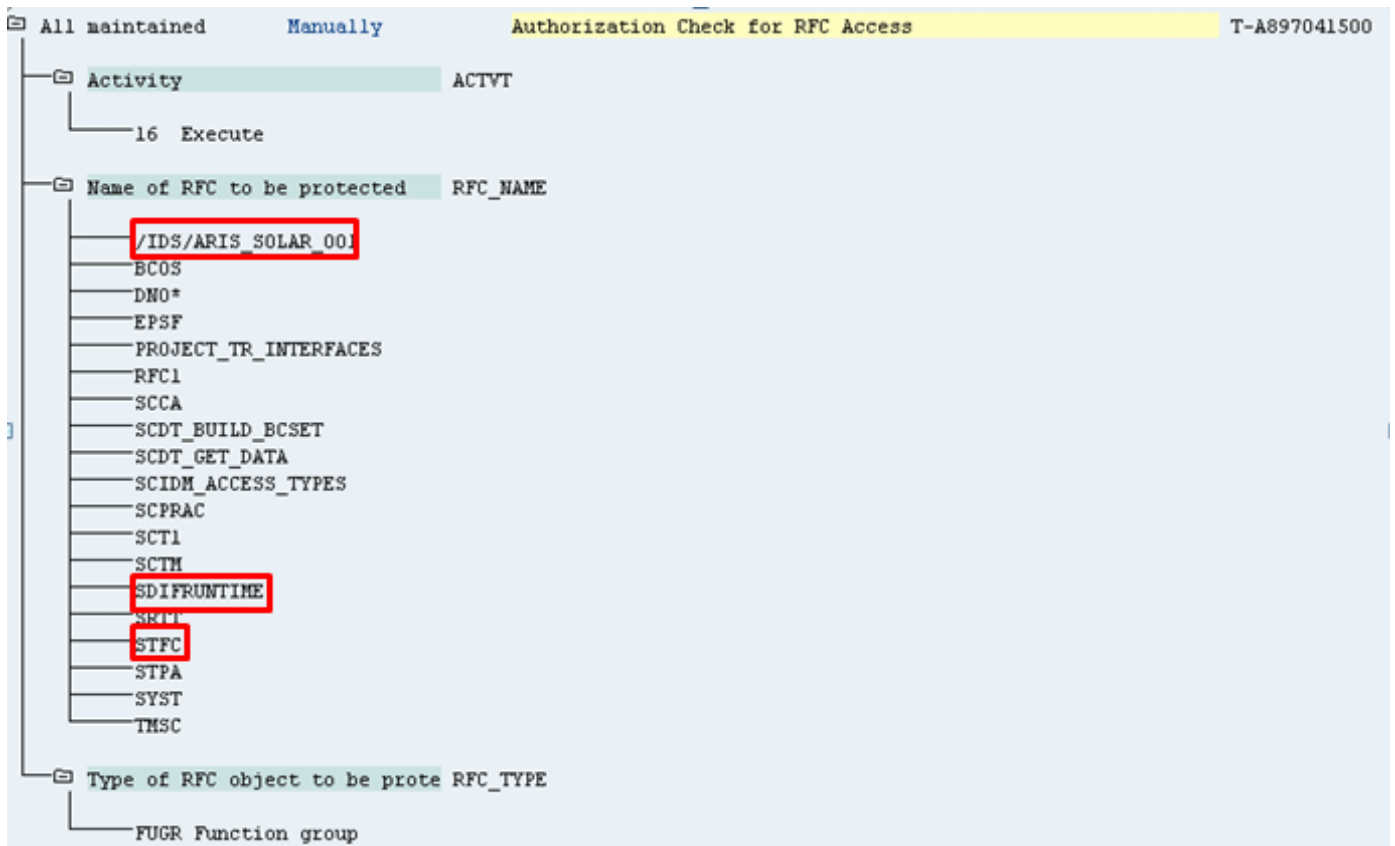 All maintained Manually Authorization Check for RFC Access T-A897041500
Activity ACTVT
16 Execute
Name of RFC to be protected RFC_NAME
/IDS/ARIS_SOLAR_001
BCOS
DNO*
EPSF
PROJECT_TR_INTERFACES
RFC1
SCCA
SCDT_BUILD_BCSET
SCDT_GET_DATA
SCIDM_ACCESS_TYPES
SCPRAC
SCT1
SCTM
SDIFRUNTIME
SRTT
STFC
STPA
SYST
TMSC
Type of RFC object to be prote RFC_TYPE
FUGR Function group